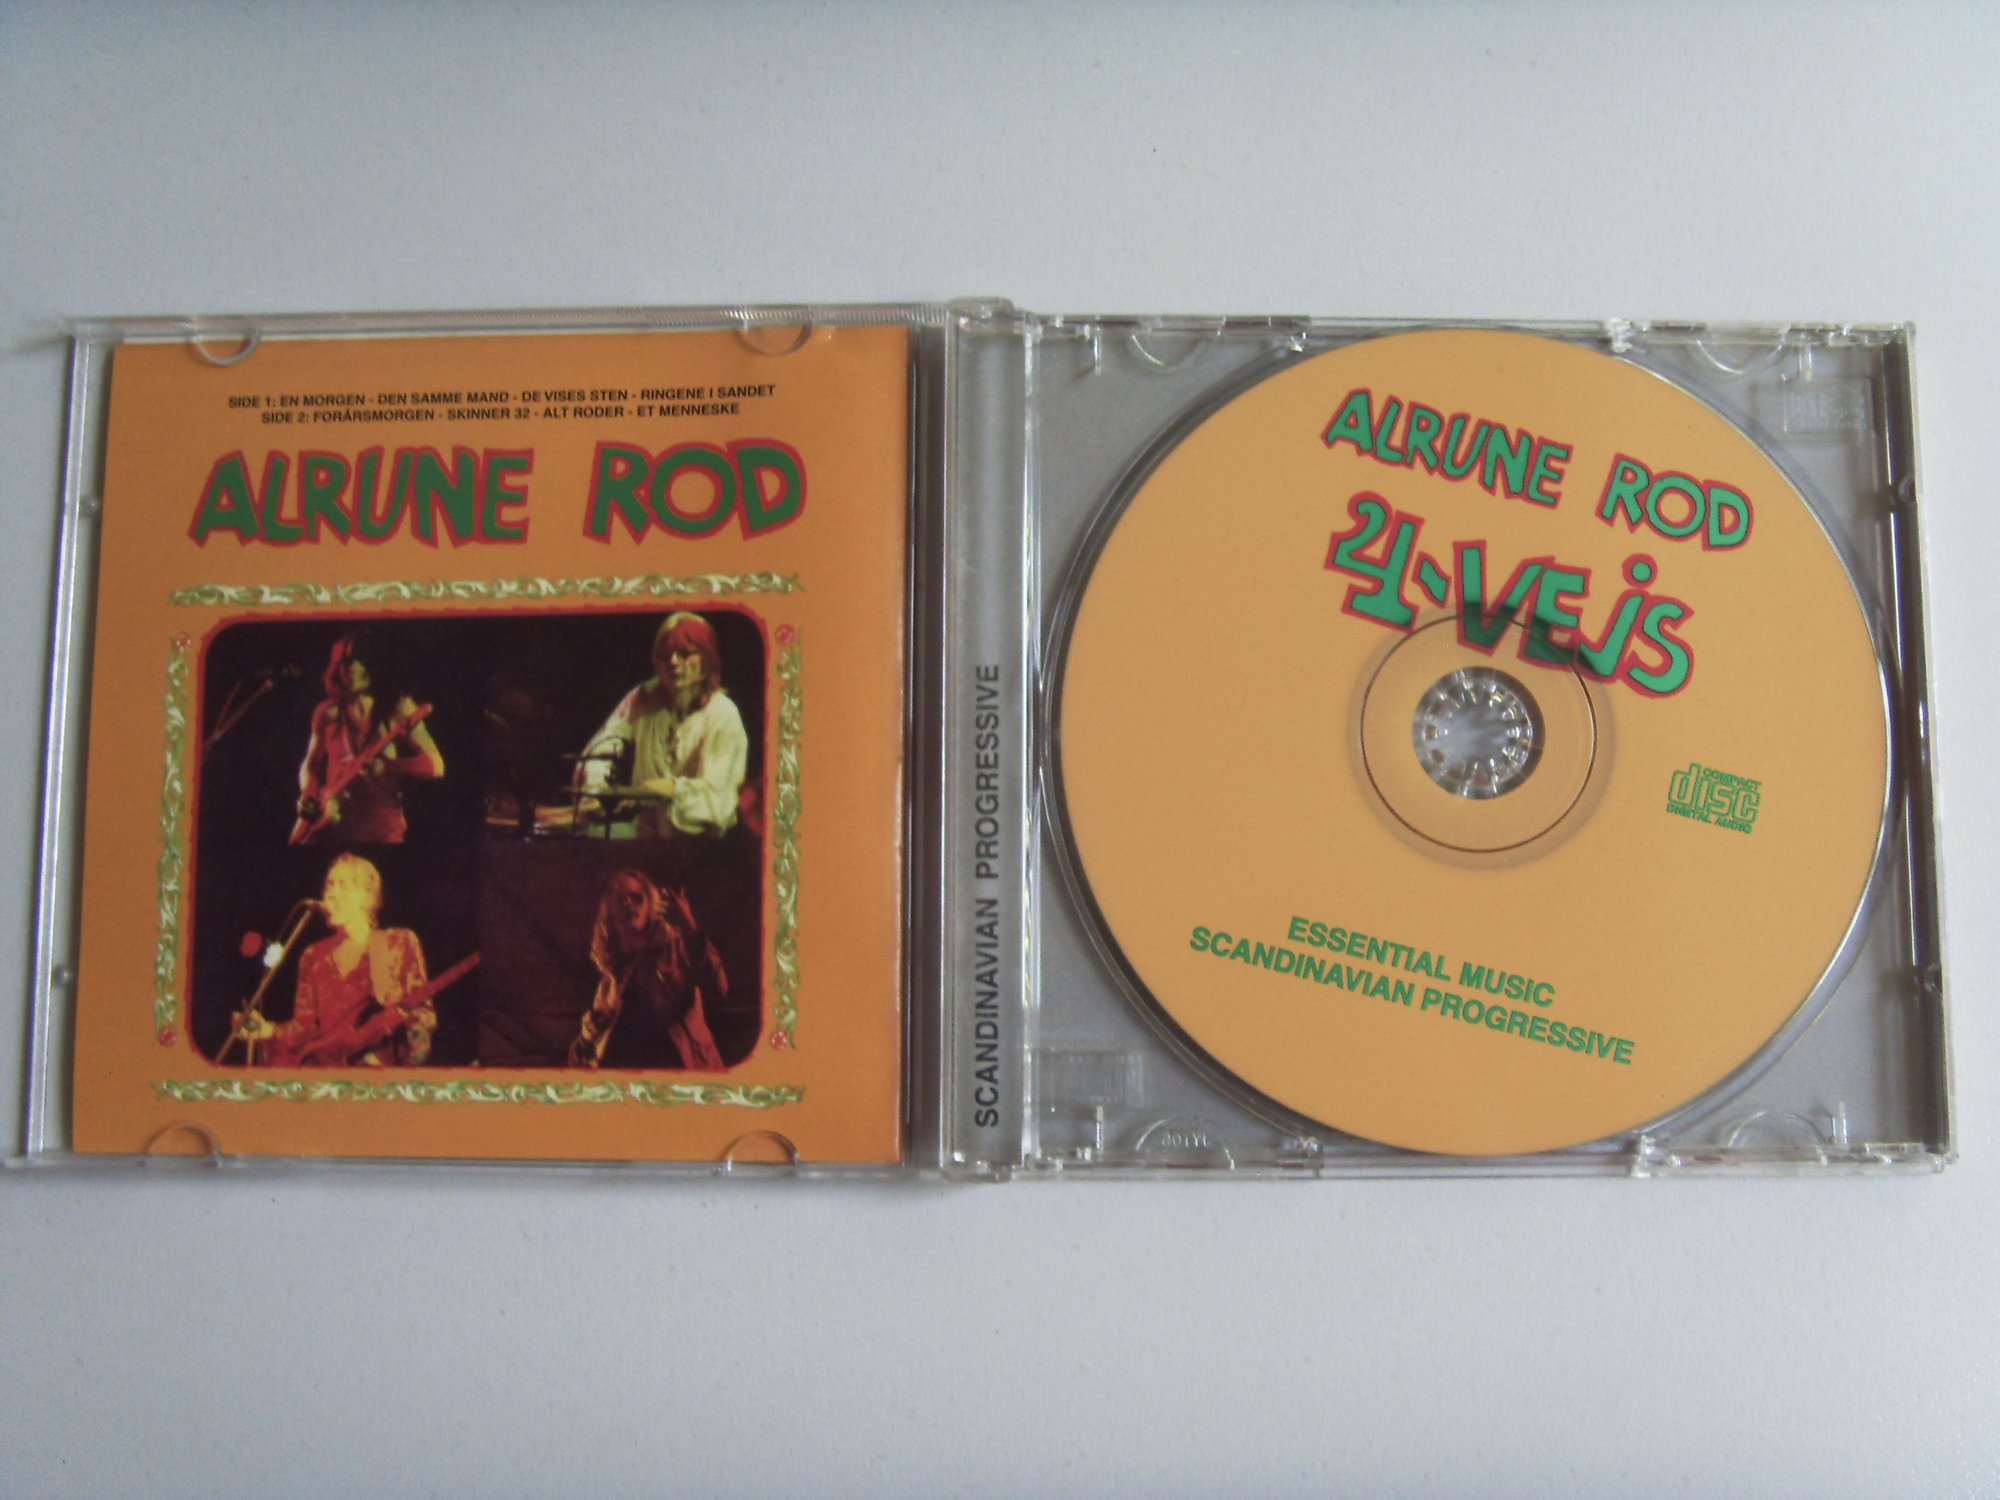 SIDE 1: EN MORGEN - DEN SAMME MAND - DE VISES STEN - RINGENE I SANDET
SIDE 2: FORÅRSMORGEN - SKINNER 32 - ALT RODER - ET MENNESKE
ALRUNE ROD
SCANDINAVIAN PROGRESSIVE
ALRUNE ROD
4-VEJS
COMPACT
disc
DIGITAL AUDIO
ESSENTIAL MUSIC
SCANDINAVIAN PROGRESSIVE